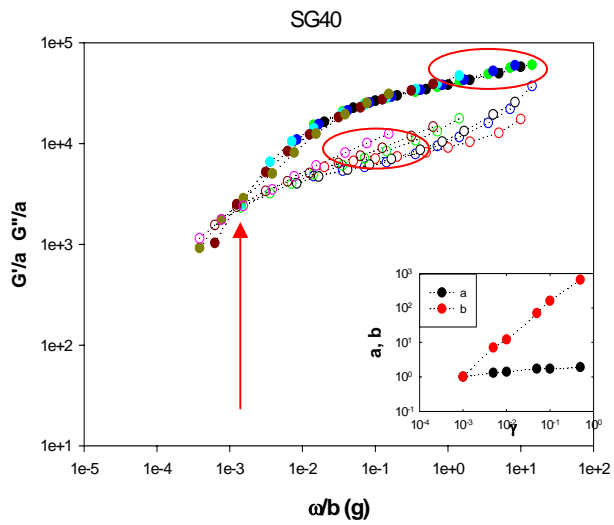 SG40
1e+5
1e+4
1e+3
1e+2
1e+1
G'/a G"/a
1e-5 1e-4 1e-3 1e-2 1e-1 1e+0 1e+1 1e+2
ω/b (g)
10³
10²
10¹
10⁰
10⁻¹
a, b
a
b
10⁻⁴ 10⁻³ 10⁻² 10⁻¹ 10⁰
γ